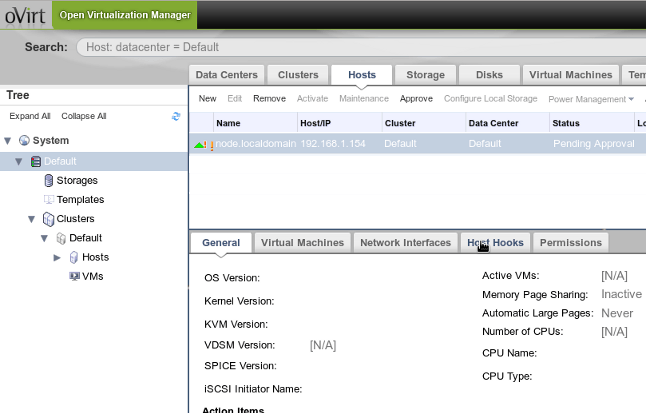 oVirt Open Virtualization Manager
Search: Host: datacenter = Default
Data Centers Clusters Hosts Storage Disks Virtual Machines
Tree
New Edit Remove Activate Maintenance Approve Configure Local Storage Power Management
Expand All Collapse All
Name Host/IP Cluster Data Center Status
System
node.localdomain 192.168.1.154 Default Default Pending Approval
Default
Storages
Templates
Clusters
Default
Hosts
VMs
General Virtual Machines Network Interfaces Host Hooks Permissions
OS Version:
Kernel Version:
KVM Version:
VDSM Version: [N/A]
SPICE Version:
iSCSI Initiator Name:
Active VMs: [N/A]
Memory Page Sharing: Inactive
Automatic Large Pages: Never
Number of CPUs: [N/A]
CPU Name:
CPU Type:
Action Items